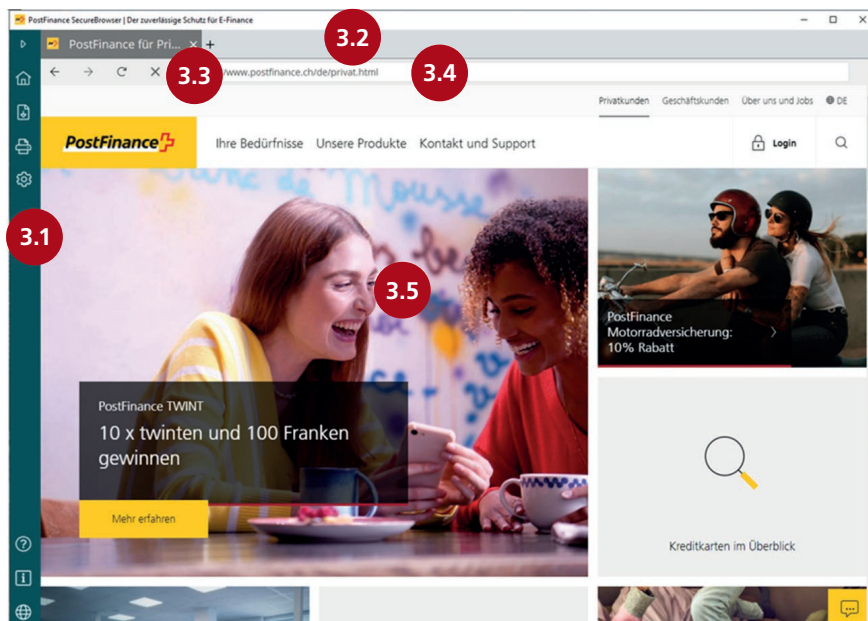 PostFinance SecureBrowser | Der zuverlässige Schutz für E-Finance
3.2
PostFinance für Pri...
3.3
/www.postfinance.ch/de/privat.html
3.4
Privatkunden Geschäftskunden Über uns und Jobs DE
PostFinance
Ihre Bedürfnisse Unsere Produkte Kontakt und Support
Login
3.1
3.5
PostFinance
Motorradversicherung:
10% Rabatt
PostFinance TWINT
10 x twinten und 100 Franken
gewinnen
Mehr erfahren
Kreditkarten im Überblick